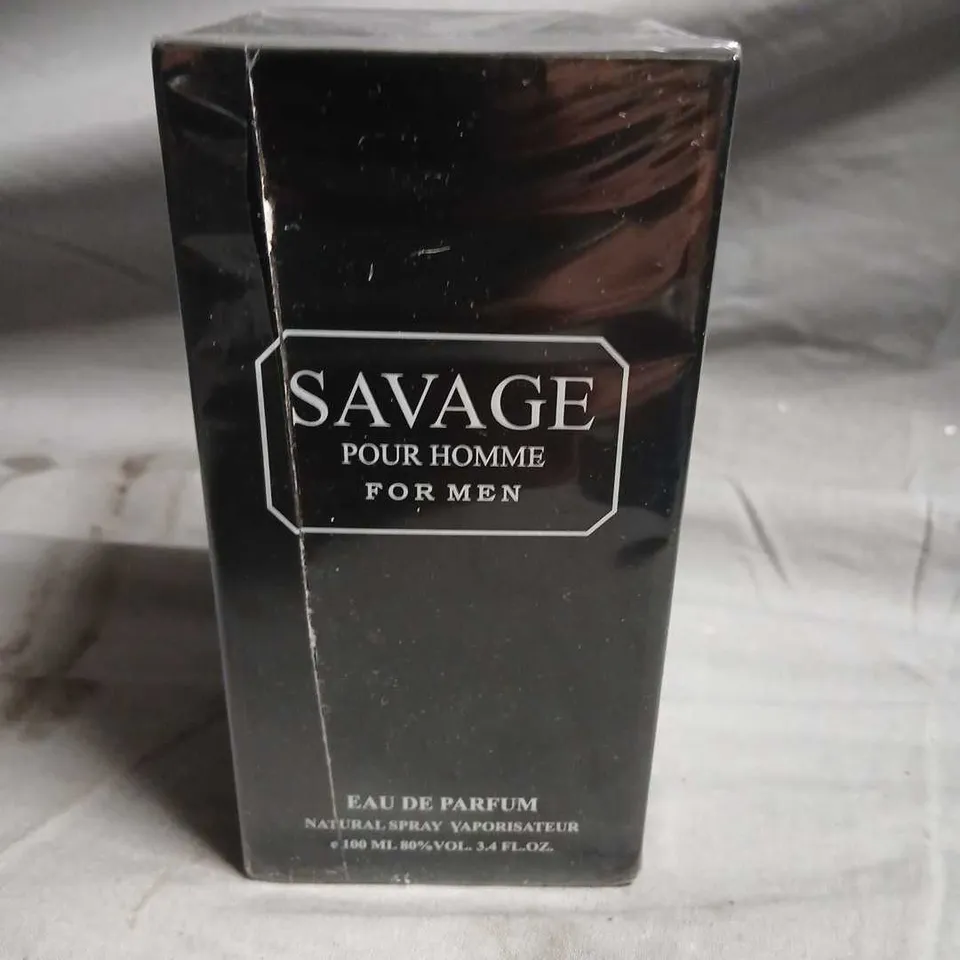 SAVAGE
POUR HOMME
FOR MEN
EAU DE PARFUM
NATURAL SPRAY VAPORISATEUR
e 100 ML 80%VOL. 3.4 FL.OZ.